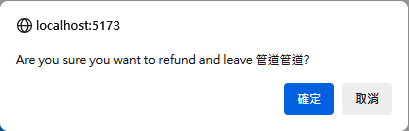 localhost:5173
Are you sure you want to refund and leave 管道管道?
確定
取消